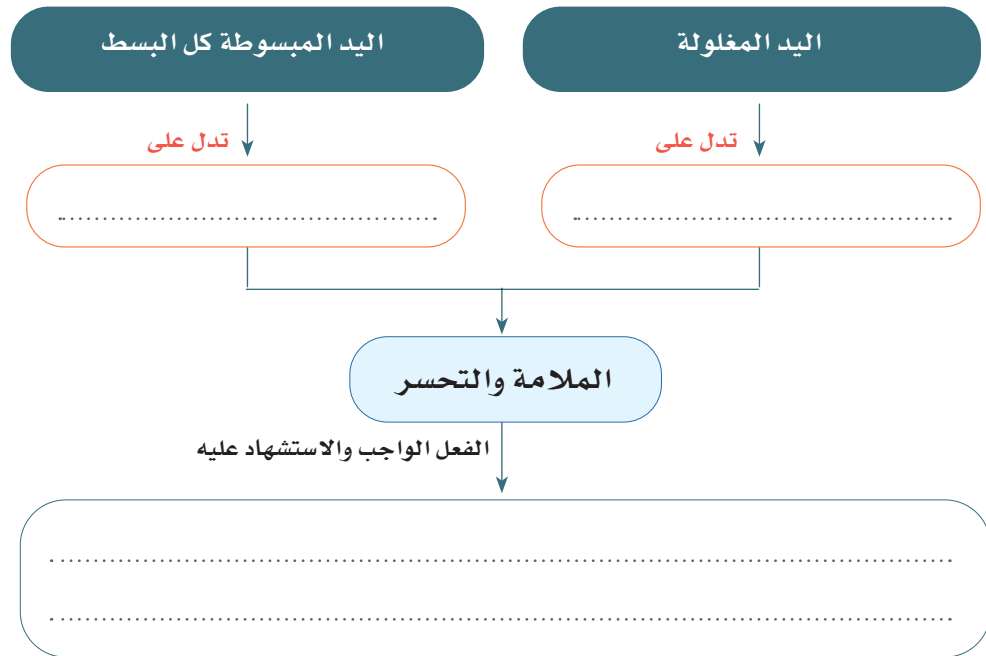 اليد المغلولة
اليد المبسوطة كل البسط
تدل على
تدل على
................................................
................................................
الملامة والتحسر
الفعل الواجب والاستشهاد عليه
................................................................................................
................................................................................................